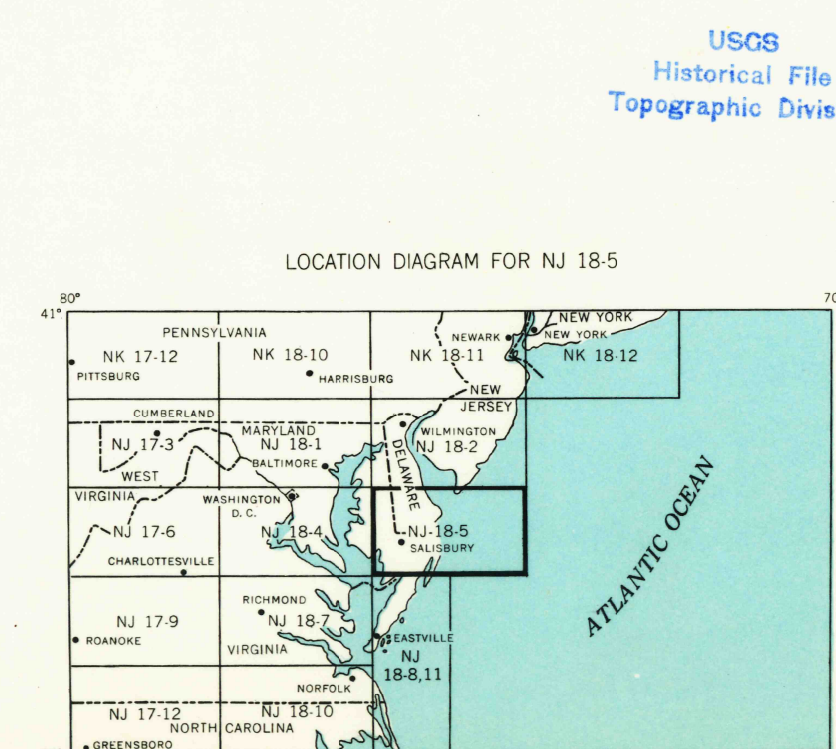 USGS
Historical File
Topographic
LOCATION DIAGRAM FOR NJ 18-5
80°
41°
PENNSYLVANIA
NK 17-12
PITTSBURG
NK 18-10
HARRISBURG
NEWARK
NK 18-11
NEW YORK
NEW YORK
NK 18-12
NEW
JERSEY
CUMBERLAND
NJ 17-3
MARYLAND
NJ 18-1
BALTIMORE
WILMINGTON
NJ 18-2
DELAWARE
WEST
VIRGINIA
WASHINGTON
D. C.
NJ 17-6
NJ 18-4
NJ-18-5
SALISBURY
CHARLOTTESVILLE
ATLANTIC OCEAN
RICHMOND
NJ 17-9
NJ 18-7
ROANOKE
VIRGINIA
EASTVILLE
NJ
18-8,11
NORFOLK
NJ 17-12
NJ 18-10
NORTH CAROLINA
GREENSBORO